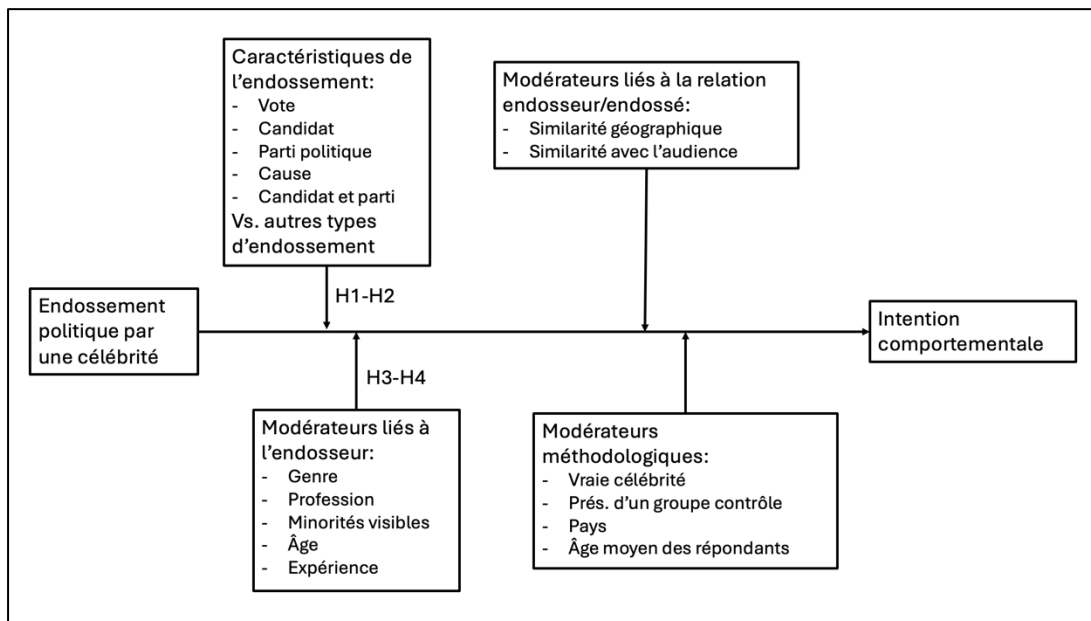 Caractéristiques de
l'endossement:
- Vote
- Candidat
- Parti politique
- Cause
- Candidat et parti
Vs. autres types
d'endossement
Modérateurs liés à la relation
endosseur/endossé:
- Similarité géographique
- Similarité avec l'audience
H1-H2
Endossement
politique par
une célébrité
Intention
comportementale
H3-H4
Modérateurs liés à
l'endosseur:
- Genre
- Profession
- Minorités visibles
- Âge
- Expérience
Modérateurs
méthodologiques:
- Vraie célébrité
- Prés. d'un groupe contrôle
- Pays
- Âge moyen des répondants